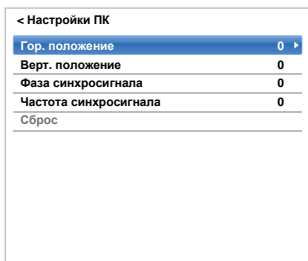 < Настройки ПК
Гор. положение 0
Верт. положение 0
Фаза синхросигнала 0
Частота синхросигнала 0
Сброс